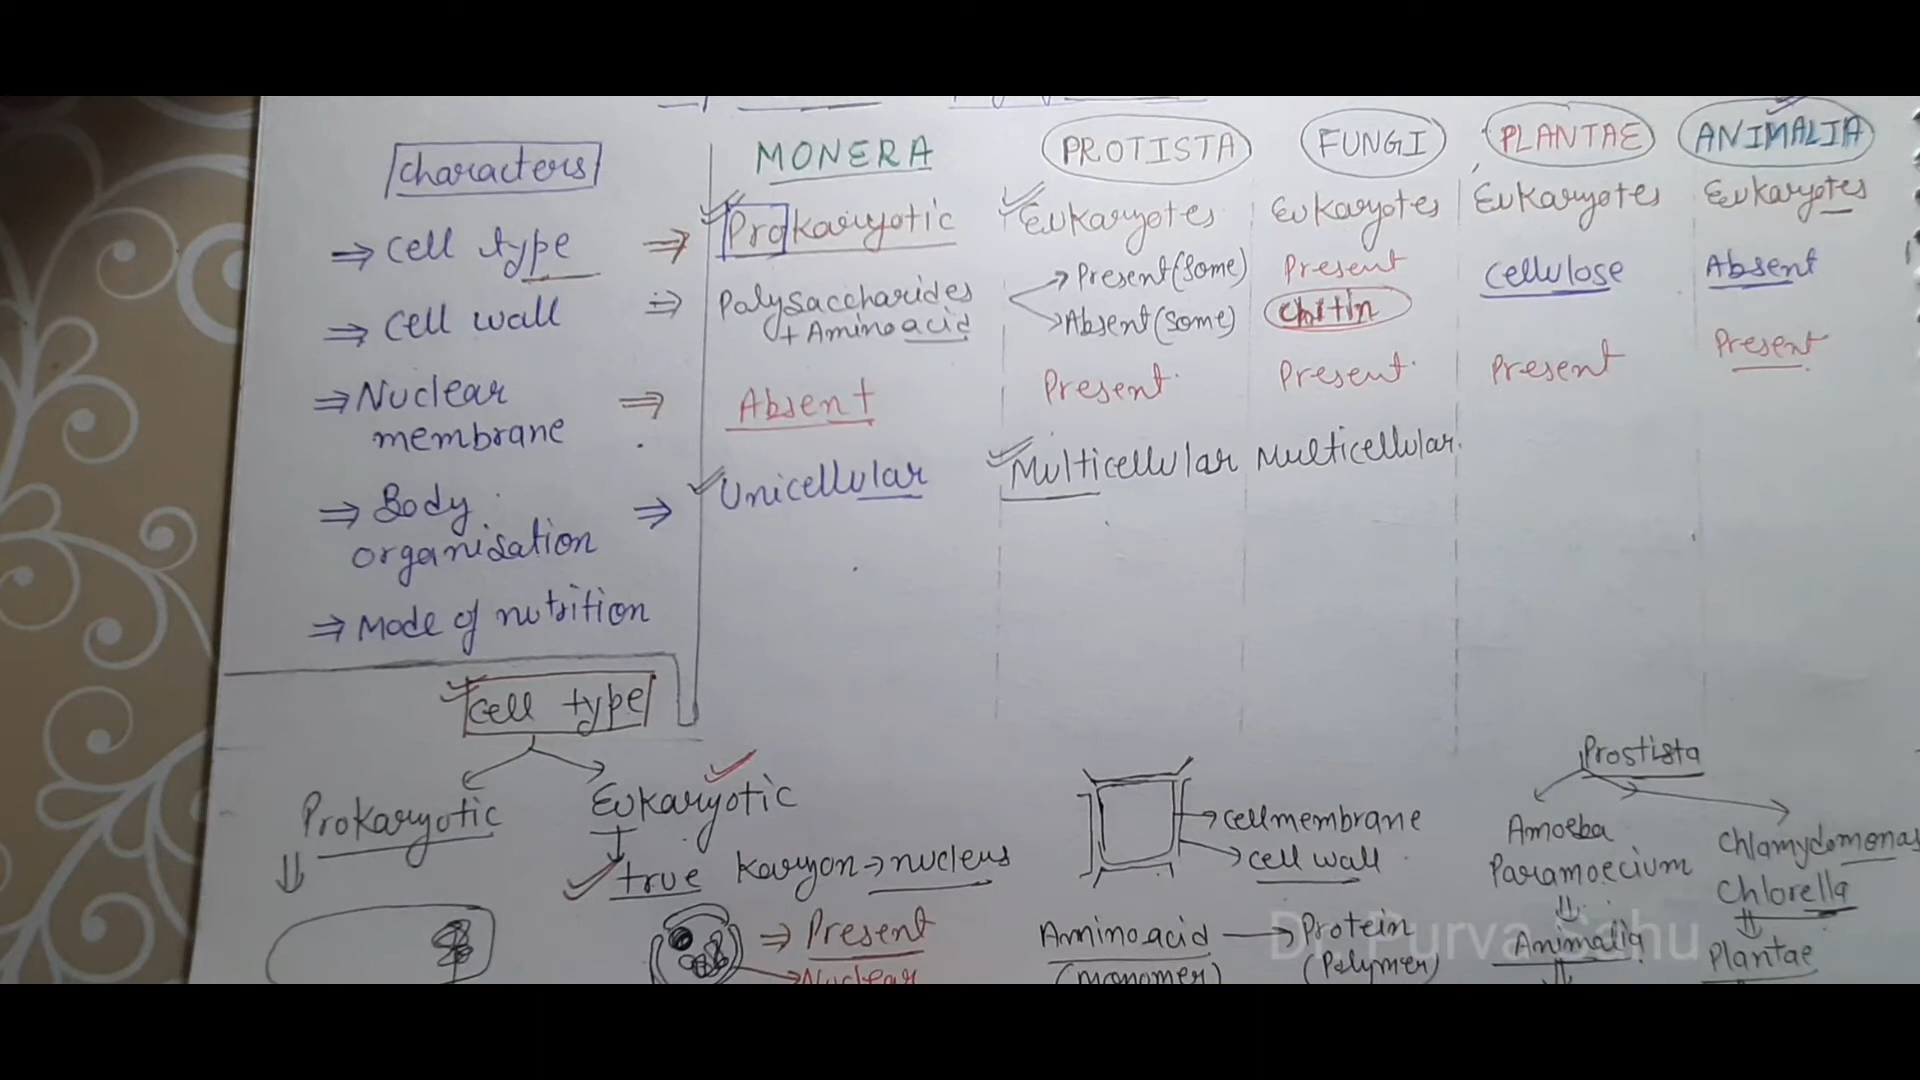 Characters MONERA PROTISTA FUNGI PLANTAE ANIMALIA
⇒ cell type ⇒ Prokaryotic Eukaryotes Eukaryotes Eukaryotes Eukaryotes
⇒ cell wall ⇒ Polysaccharides + Amino acid Present (some) Absent (some) Present Chitin Cellulose Absent
⇒ Nuclear membrane ⇒ Absent Present Present Present Present
⇒ Body organisation ⇒ Unicellular Multicellular Multicellular
⇒ Mode of nutrition
Cell type
Prokaryotic Eukaryotic
true Karyon → nucleus
⇒ Present
→ Nuclear
→ cell membrane
→ cell wall
Amino acid → Protein
(monomer) (Polymer)
Prostista
Amoeba Chlamydomonas
Paramoecium Chlorella
Animalia Plantae
Dr. Purva Sahu